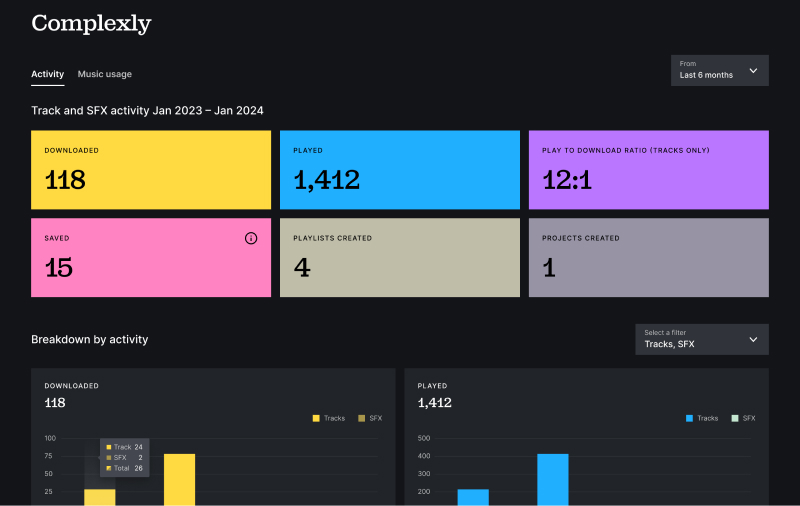 Complexly
Activity Music usage
From
Last 6 months
Track and SFX activity Jan 2023 – Jan 2024
DOWNLOADED
118
PLAYED
1,412
PLAY TO DOWNLOAD RATIO (TRACKS ONLY)
12:1
SAVED
15
PLAYLISTS CREATED
4
PROJECTS CREATED
1
Breakdown by activity
Select a filter
Tracks, SFX
DOWNLOADED
118
Tracks SFX
100
75
50
25
Track 24
SFX 2
Total 26
PLAYED
1,412
Tracks SFX
500
400
300
200